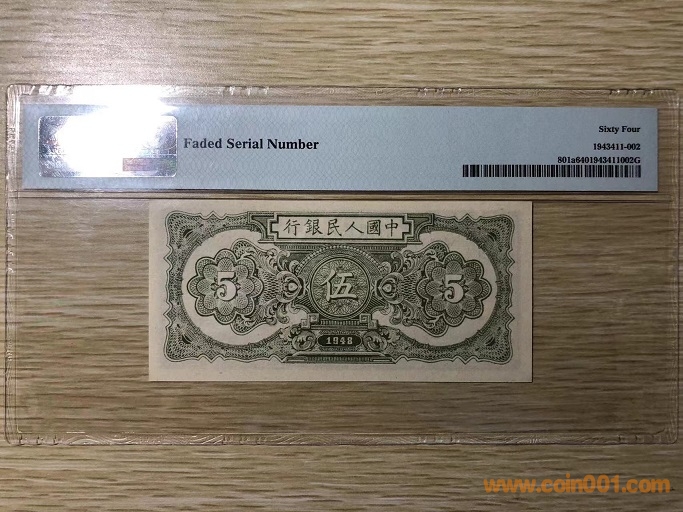 Sixty Four
Faded Serial Number
1943411-002
801a6401943411002G
行銀民人國中
5 伍 5
1948
www.coin001.com